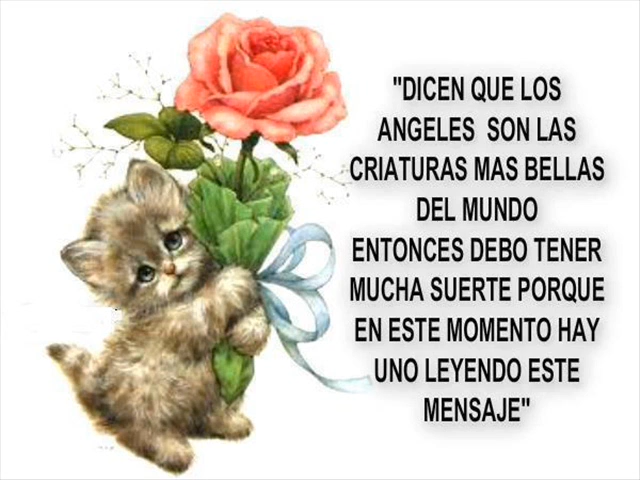 "DICEN QUE LOS
ANGELES SON LAS
CRIATURAS MAS BELLAS
DEL MUNDO
ENTONCES DEBO TENER
MUCHA SUERTE PORQUE
EN ESTE MOMENTO HAY
UNO LEYENDO ESTE
MENSAJE"